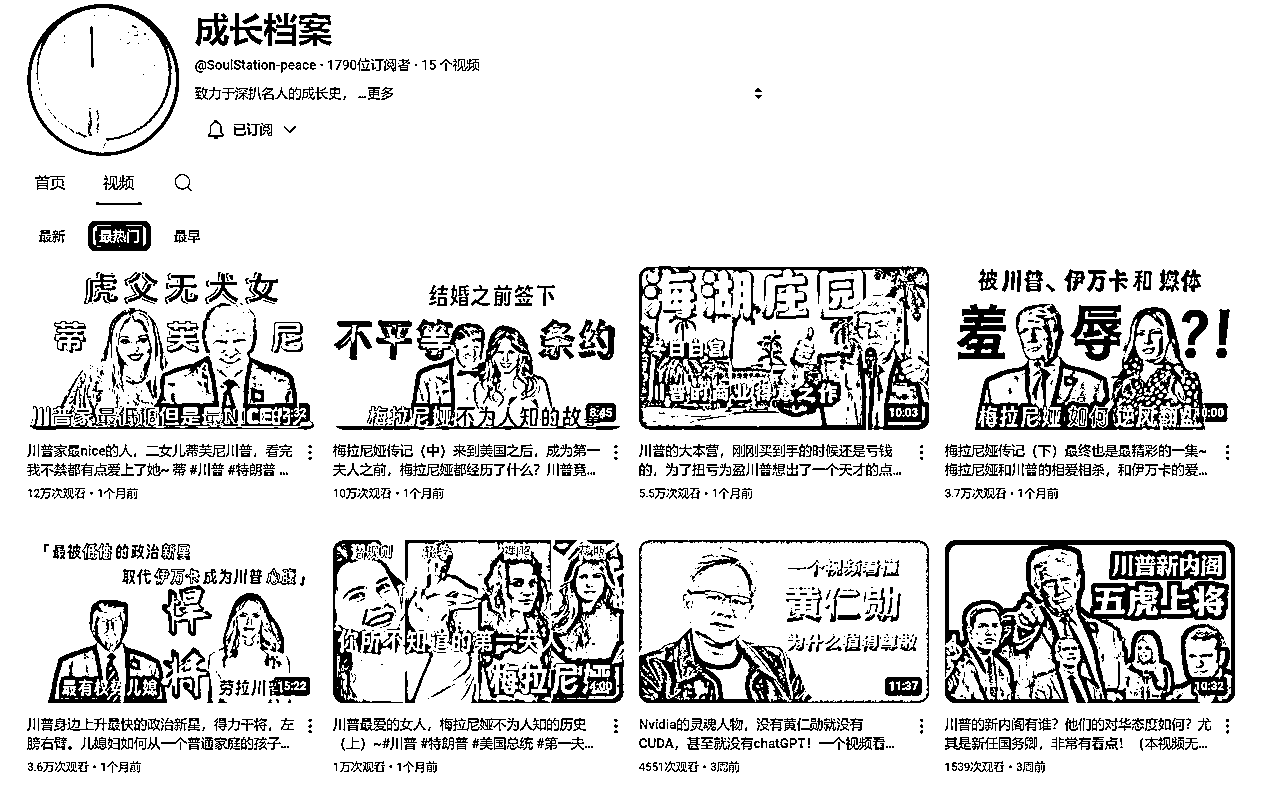 成长档案
@SoulStation-peace · 1790位订阅者 · 15 个视频
致力于深扒名人的成长史， ...更多
已订阅
首页 视频
最新 最热门 最早
虎父无犬女
蒂 芙 尼
川普家最低调但是最NICE的
结婚之前签下
不平等 条约
梅拉尼娅不为人知的故事
8:45
海湖庄园
10:03
被川普、伊万卡和媒体
羞 辱 ?!
梅拉尼娅 如何 逆风翻盘
川普家最nice的人，二女儿蒂芙尼川普，看完
我不禁都有点爱上了她~ 蒂 #川普 #特朗普 ...
12万次观看 · 1个月前
梅拉尼娅传记（中）来到美国之后，成为第一
夫人之前，梅拉尼娅都经历了什么？川普竟...
10万次观看 · 1个月前
川普的大本营，刚刚买到手的时候还是亏钱
的，为了扭亏为盈川普想出了一个天才的点...
5.5万次观看 · 1个月前
梅拉尼娅传记（下）最终也是最精彩的一集~
梅拉尼娅和川普的相爱相杀，和伊万卡的爱...
3.7万次观看 · 1个月前
「最被低估的政治新星
取代伊万卡成为川普心腹」
悍
将
最有权势儿媳 劳拉川普
15:22
你所不知道的第一夫人
梅拉尼娅
一个视频看懂
黄仁勋
为什么值得尊敬
11:37
川普新内阁
五虎上将
10:32
川普身边上升最快的政治新星，得力干将，左
膀右臂。儿媳妇如何从一个普通家庭的孩子...
3.6万次观看 · 1个月前
川普最爱的女人，梅拉尼娅不为人知的历史
（上）~#川普 #特朗普 #美国总统 #第一夫...
1万次观看 · 1个月前
Nvidia的灵魂人物，没有黄仁勋就没有
CUDA，甚至就没有chatGPT！一个视频看...
4551次观看 · 3周前
川普的新内阁有谁？他们的对华态度如何？尤
其是新任国务卿，非常有看点！（本视频无...
1539次观看 · 3周前